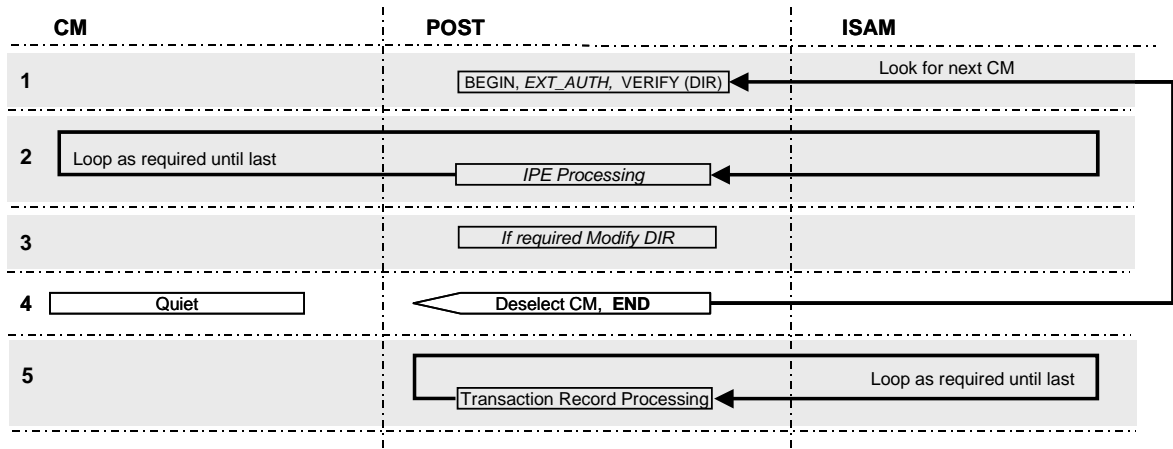 CM
POST
ISAM
1
BEGIN, EXT_AUTH, VERIFY (DIR)
Look for next CM
2
Loop as required until last
IPE Processing
3
If required Modify DIR
4
Quiet
Deselect CM, END
5
Loop as required until last
Transaction Record Processing